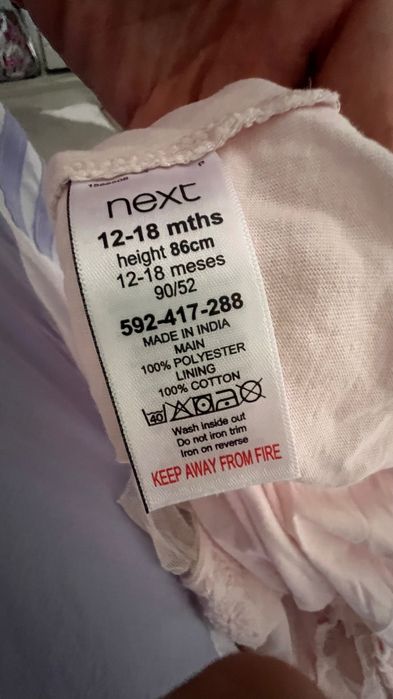 next
12-18 mths
height 86cm
12-18 meses
90/52
592-417-288
MADE IN INDIA
MAIN
100% POLYESTER
LINING
100% COTTON
40
Wash inside out
Do not iron trim
Iron on reverse
KEEP AWAY FROM FIRE